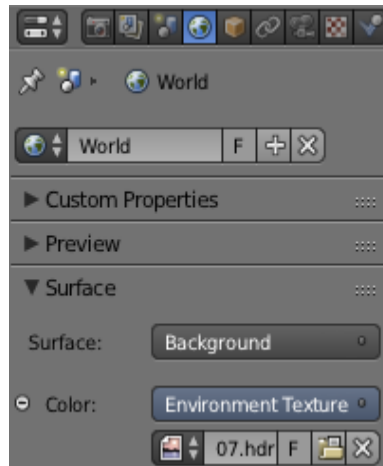 World
World F
Custom Properties
Preview
Surface
Surface: Background
Color: Environment Texture
07.hdr F